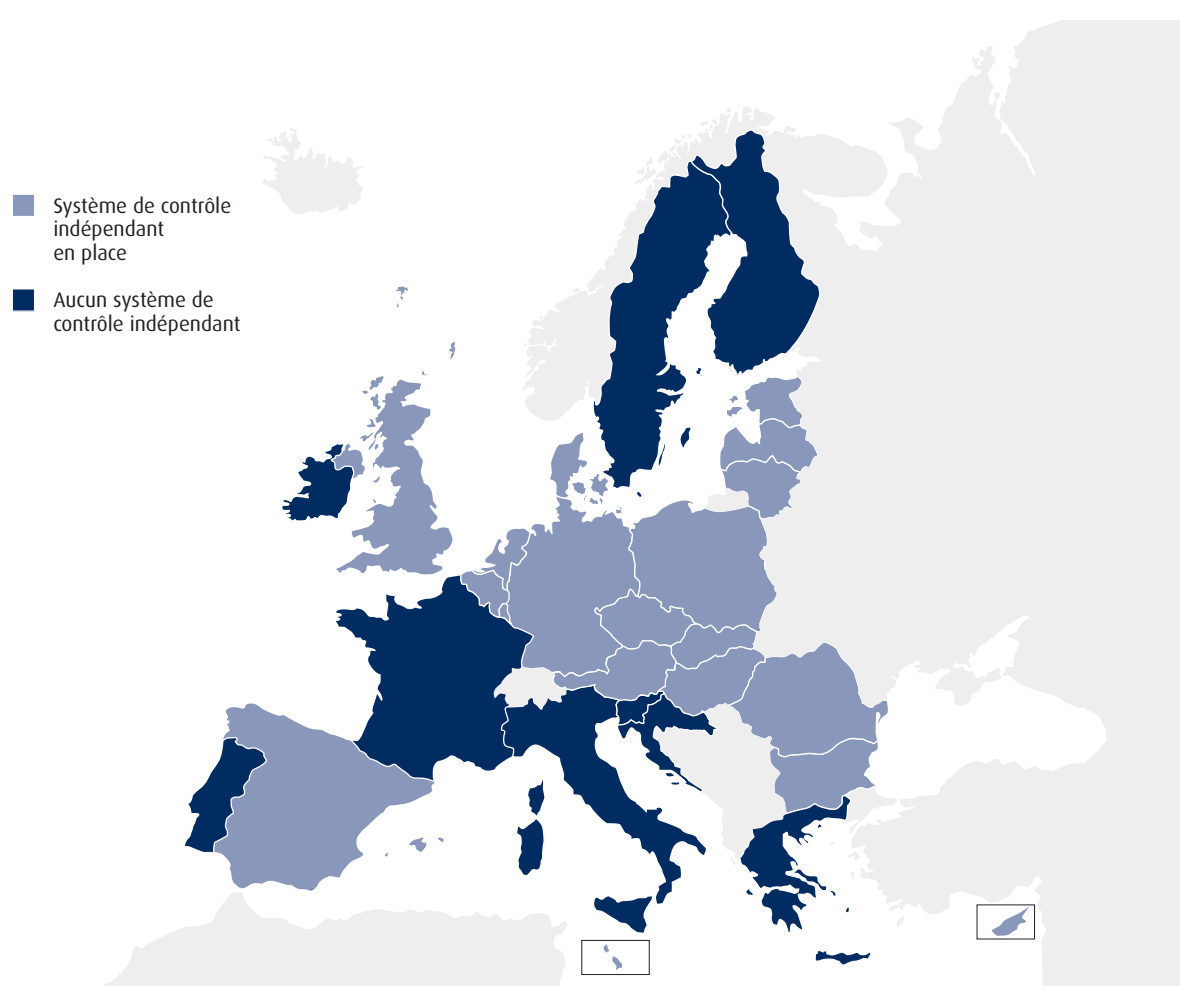 Système de contrôle
indépendant
en place
Aucun système de
contrôle indépendant